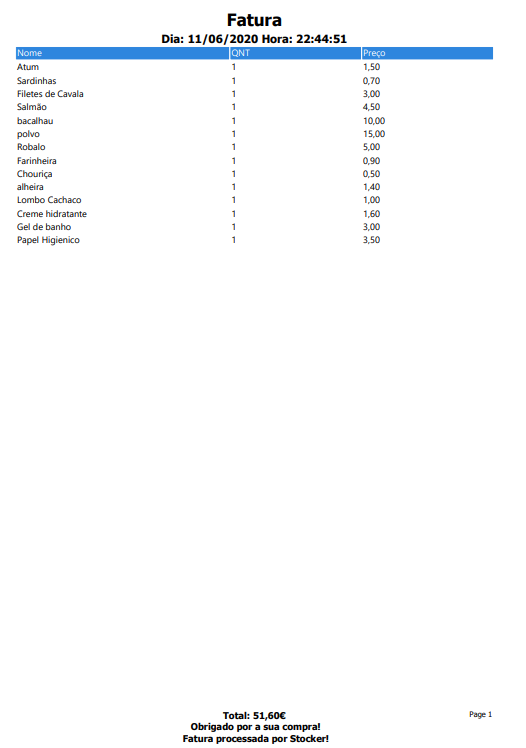 Fatura
Dia: 11/06/2020 Hora: 22:44:51
Nome QNT Preço
Atum 1 1,50
Sardinhas 1 0,70
Filetes de Cavala 1 3,00
Salmão 1 4,50
bacalhau 1 10,00
polvo 1 15,00
Robalo 1 5,00
Farinheira 1 0,90
Chouriça 1 0,50
alheira 1 1,40
Lombo Cachaco 1 1,00
Creme hidratante 1 1,60
Gel de banho 1 3,00
Papel Higienico 1 3,50
Total: 51,60€ Page 1
Obrigado por a sua compra!
Fatura processada por Stocker!